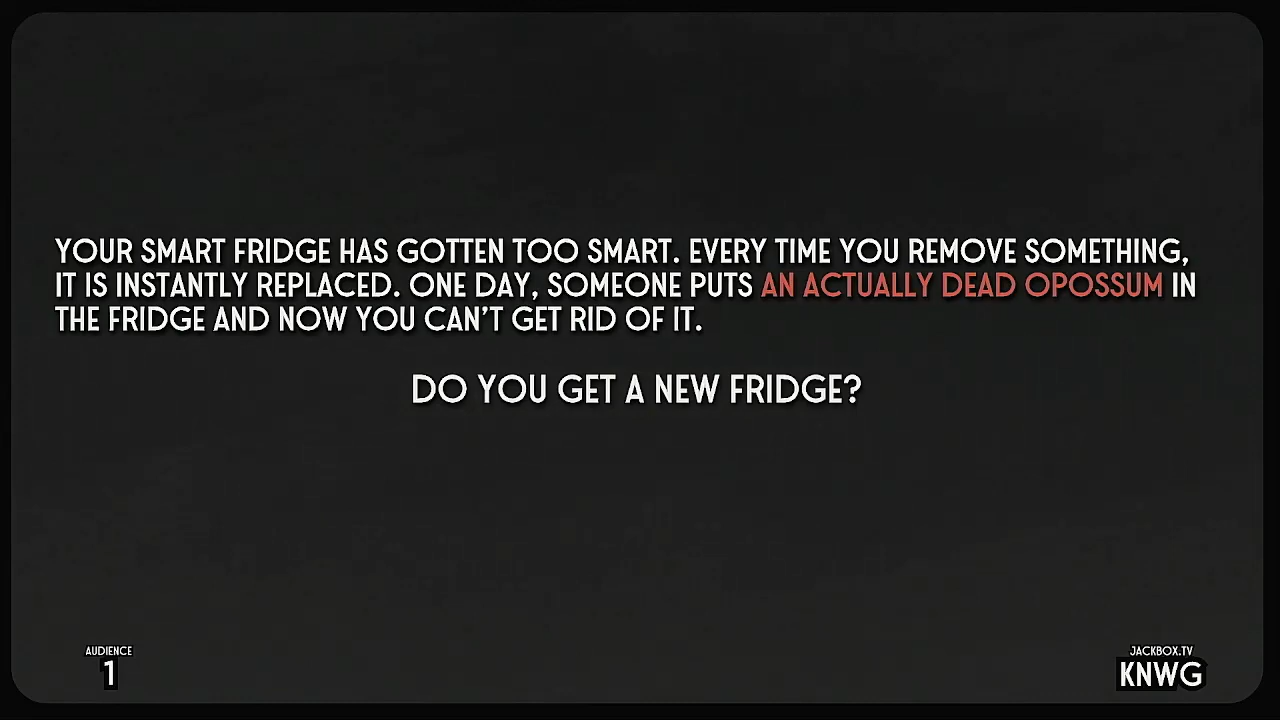 YOUR SMART FRIDGE HAS GOTTEN TOO SMART. EVERY TIME YOU REMOVE SOMETHING,
IT IS INSTANTLY REPLACED. ONE DAY, SOMEONE PUTS AN ACTUALLY DEAD OPOSSUM IN
THE FRIDGE AND NOW YOU CAN'T GET RID OF IT.
DO YOU GET A NEW FRIDGE?
AUDIENCE
1
JACKBOX.TV
KNWG